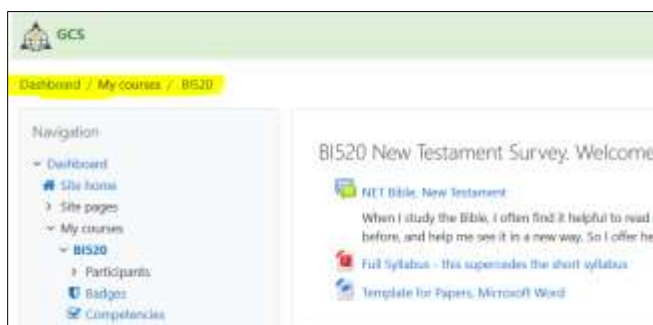 GCS
Dashboard / My courses / BI520
Navigation
Dashboard
Site home
Site pages
My courses
BI520
Participants
Badges
Competencies
BI520 New Testament Survey. Welcome
NET Bible, New Testament
When I study the Bible, I often find it helpful to read
before, and help me see it in a new way. So I offer he
Full Syllabus - this supercedes the short syllabus
Template for Papers, Microsoft Word